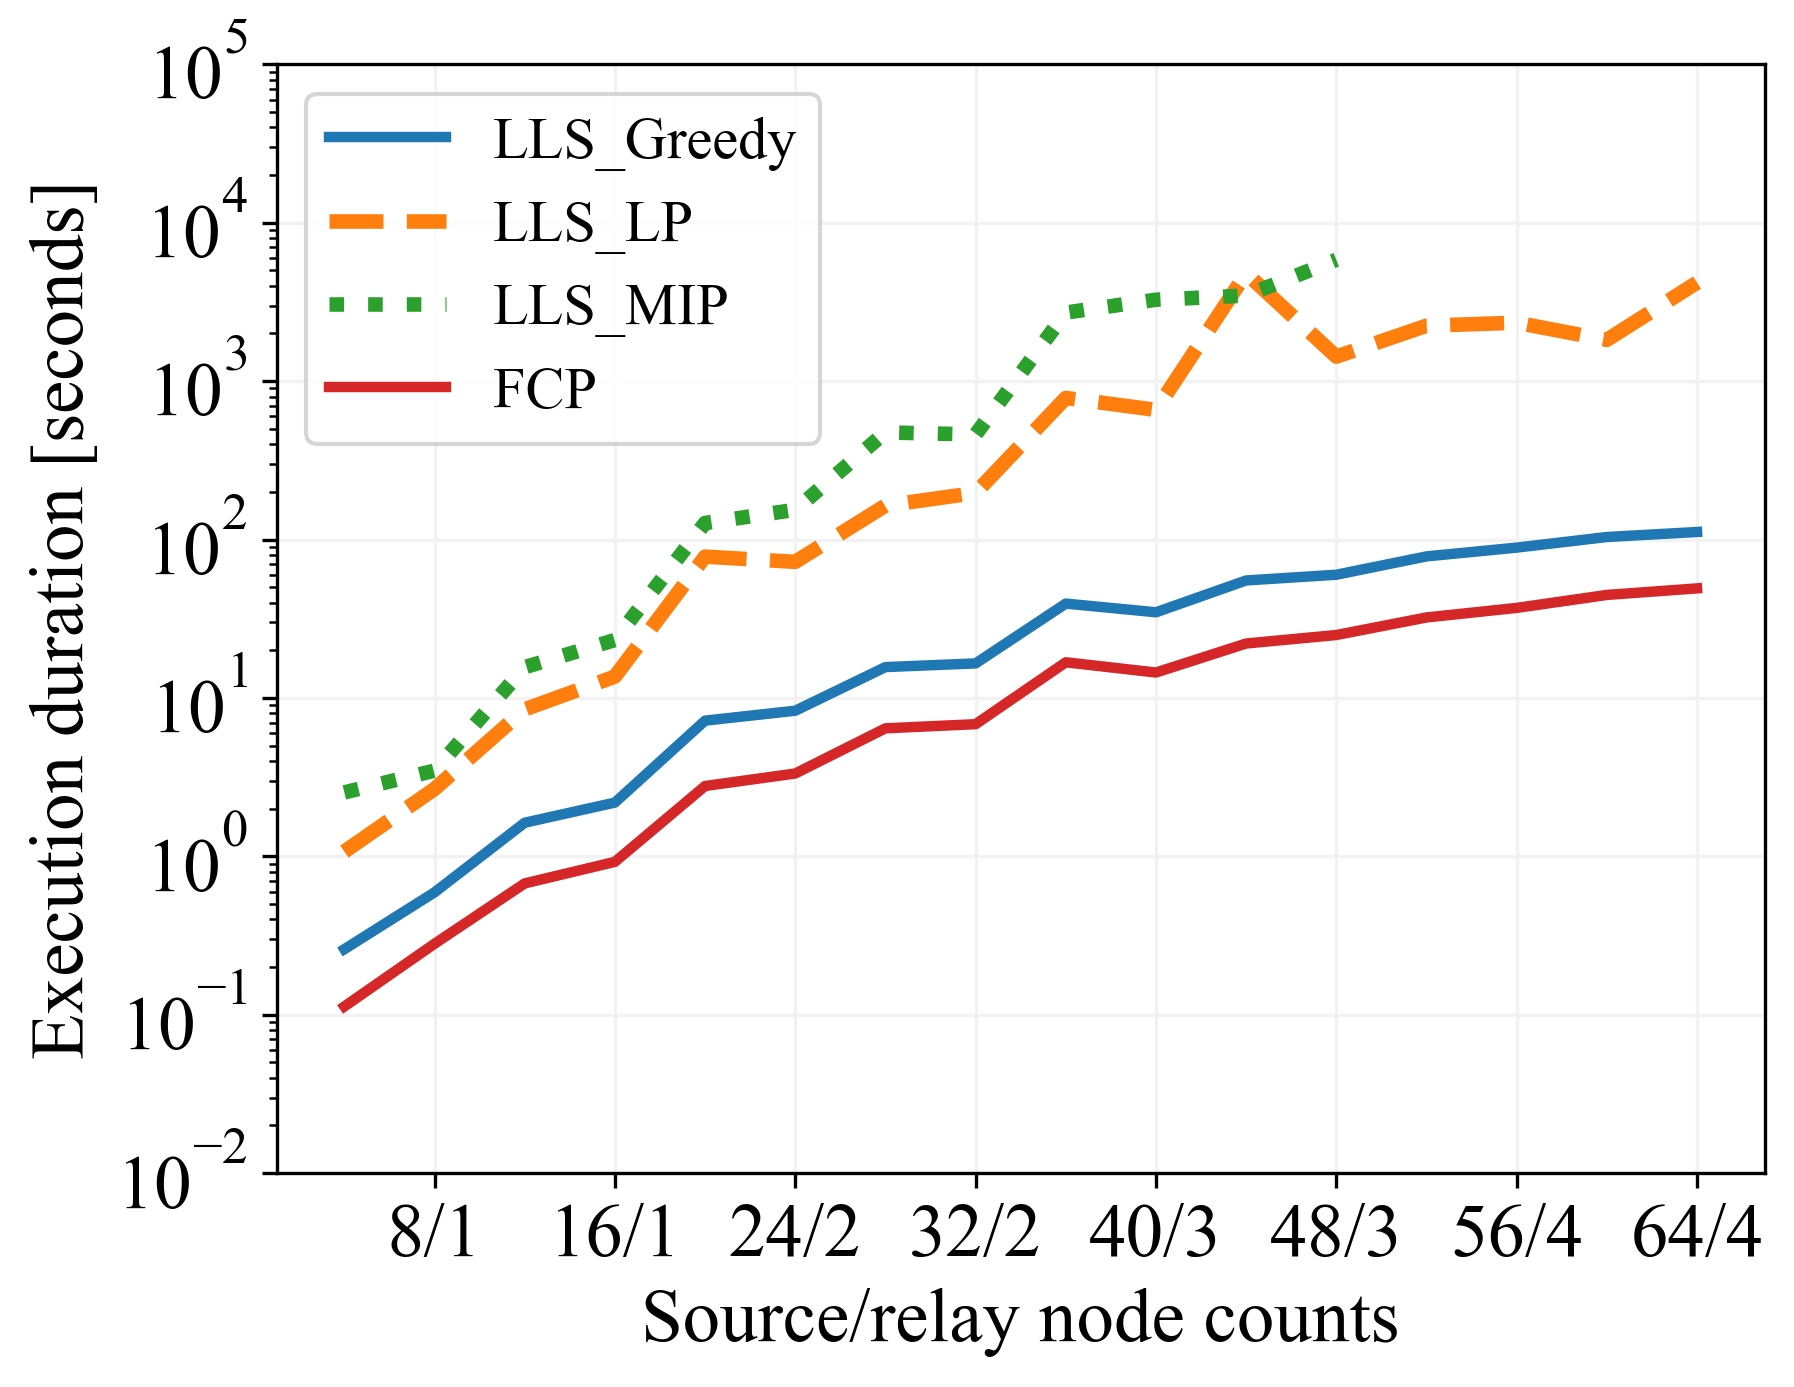 Execution duration [seconds]
10^5
10^4
10^3
10^2
10^1
10^0
10^−1
10^−2
LLS_Greedy
LLS_LP
LLS_MIP
FCP
8/1 16/1 24/2 32/2 40/3 48/3 56/4 64/4
Source/relay node counts